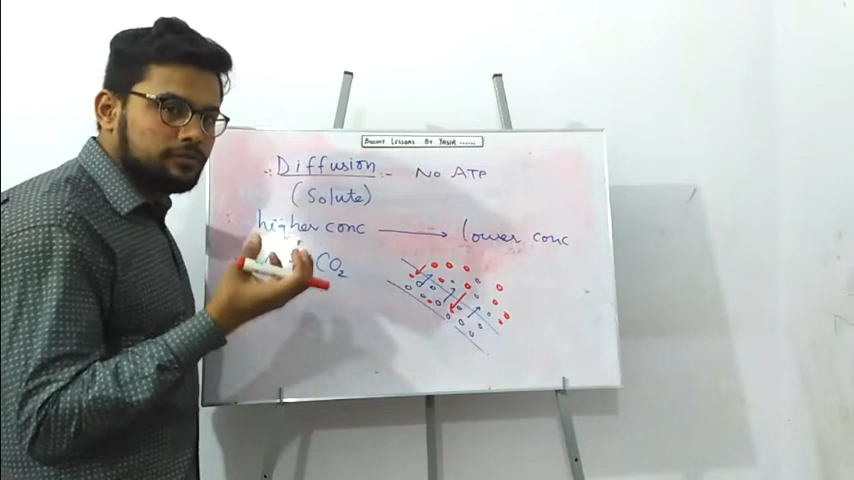 BIOLOGY LESSONS BY YASIR ......
:- Diffusion :- No ATP
(Solute)
higher conc → lower conc
CO₂